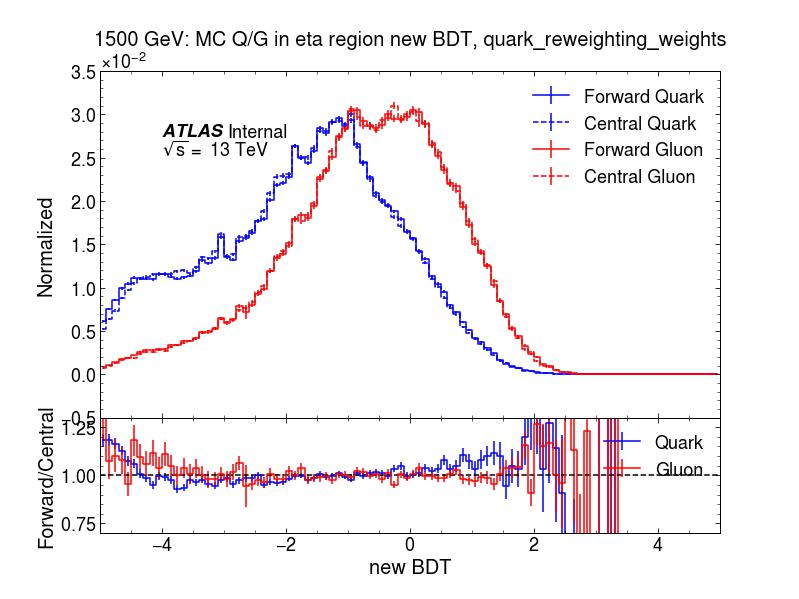 1500 GeV: MC Q/G in eta region new BDT, quark_reweighting_weights
×10⁻²
3.5
3.0
2.5
2.0
1.5
1.0
0.5
0.0
Normalized
ATLAS Internal
√s = 13 TeV
Forward Quark
Central Quark
Forward Gluon
Central Gluon
0.5
1.25
1.00
0.75
Forward/Central
Quark
Gluon
−4
−2
0
2
4
new BDT